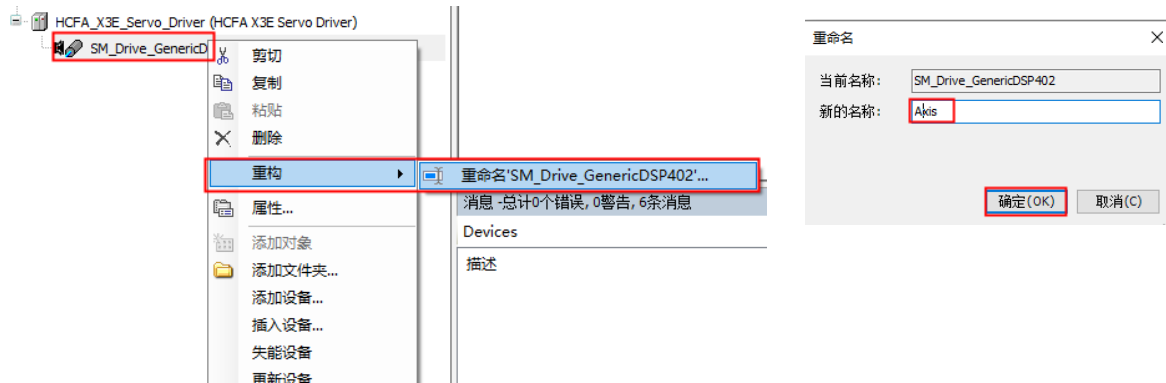 HCFA_X3E_Servo_Driver (HCFA X3E Servo Driver)
SM_Drive_GenericD
剪切
复制
粘贴
删除
重构
重命名'SM_Drive_GenericDSP402'...
属性...
添加对象
添加文件夹...
添加设备...
插入设备...
失能设备
更新设备
消息 -总计0个错误, 0警告, 6条消息
Devices
描述
重命名
当前名称:
SM_Drive_GenericDSP402
新的名称:
Axis
确定(OK)
取消(C)